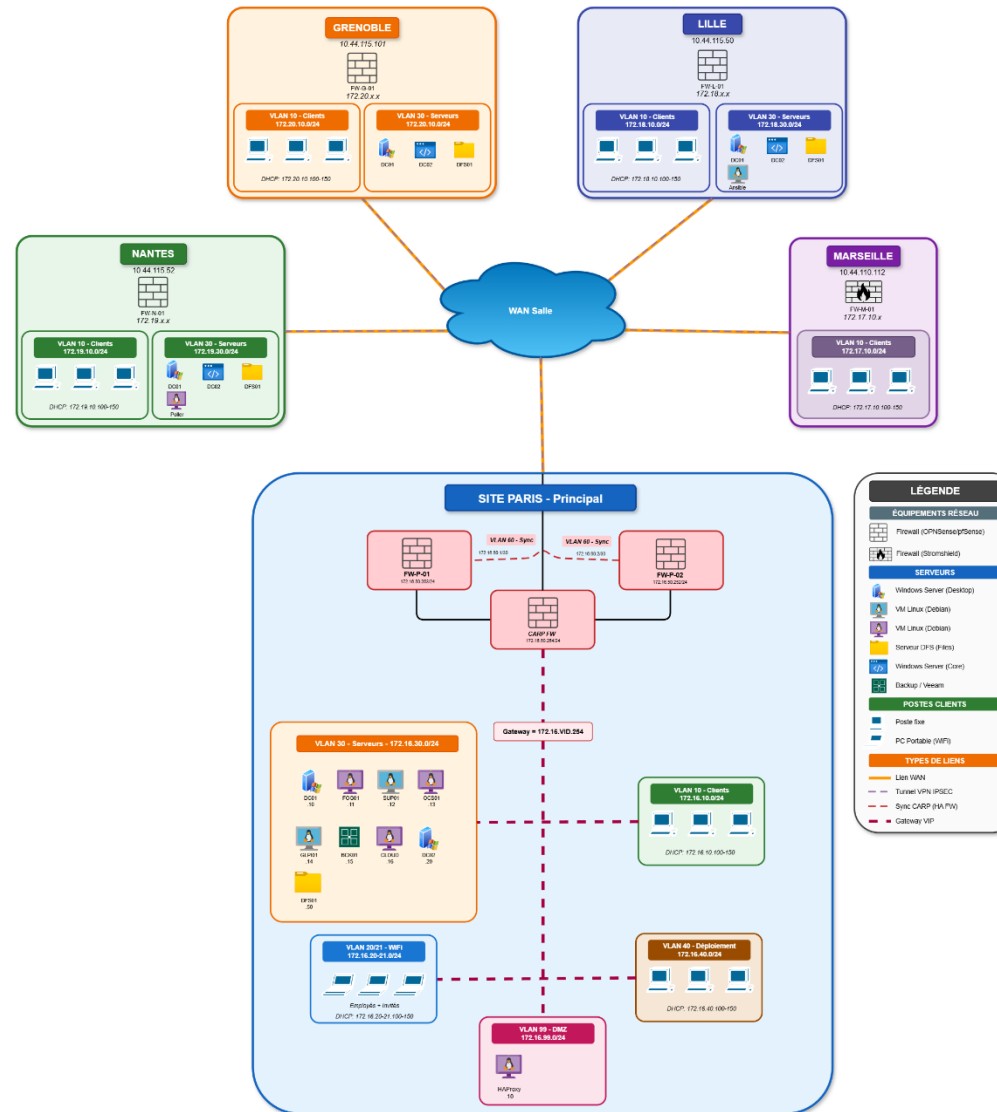 GRENOBLE
10.44.115.101
FW-G-01
172.20.x.x
VLAN 10 - Clients
172.20.10.0/24
DHCP: 172.20.10.100-150
VLAN 30 - Serveurs
172.20.10.0/24
DC01
DC02
DFS01
LILLE
10.44.115.50
FW-L-01
172.18.x.x
VLAN 10 - Clients
172.18.10.0/24
DHCP: 172.18.10.100-150
VLAN 30 - Serveurs
172.18.30.0/24
DC01
DC02
DFS01
Ansible
NANTES
10.44.115.52
FW-N-01
172.19.x.x
VLAN 10 - Clients
172.19.10.0/24
DHCP: 172.19.10.100-150
VLAN 30 - Serveurs
172.19.30.0/24
DC01
DC02
DFS01
WAN Salle
MARSEILLE
10.44.110.112
FW-M-01
172.17.10.x
VLAN 10 - Clients
172.17.10.0/24
DHCP: 172.17.10.100-150
SITE PARIS - Principal
VLAN 60 - Sync
VLAN 60 - Sync
FW-P-01
FW-P-02
CARP FW
Gateway = 172.16.VID.254
VLAN 30 - Serveurs - 172.16.30.0/24
DC01
.10
FOG01
.11
SUP01
.12
OCS01
.13
GLPI01
.14
BCK01
.15
CLOUD
.16
DC02
.20
DFS01
.30
VLAN 10 - Clients
172.16.10.0/24
DHCP: 172.16.10.100-150
VLAN 20/21 - WiFi
172.16.20-21.0/24
Employés + Invités
DHCP: 172.16.20-21.100-150
VLAN 40 - Déploiement
172.16.40.0/24
DHCP: 172.16.40.100-150
VLAN 99 - DMZ
172.16.99.0/24
HAProxy
.10
LÉGENDE
ÉQUIPEMENTS RÉSEAU
Firewall (OPNSense/pfSense)
Firewall (Stromshield)
SERVEURS
Windows Server (Desktop)
VM Linux (Debian)
VM Linux (Debian)
Serveur DFS (Files)
Windows Server (Core)
Backup / Veeam
POSTES CLIENTS
Poste fixe
PC Portable (WiFi)
TYPES DE LIENS
Lien WAN
Tunnel VPN IPSEC
Sync CARP (HA FW)
Gateway VIP